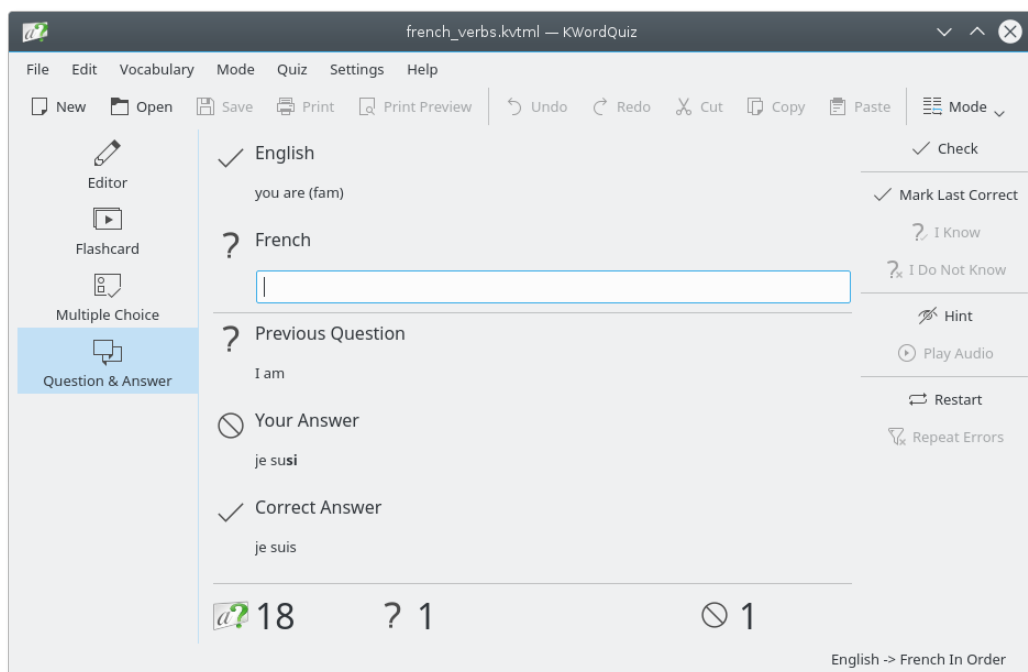 french_verbs.kvtml — KWordQuiz
File Edit Vocabulary Mode Quiz Settings Help
New Open Save Print Print Preview Undo Redo Cut Copy Paste Mode
Editor
Flashcard
Multiple Choice
Question & Answer
English
you are (fam)
French
Previous Question
I am
Your Answer
je susi
Correct Answer
je suis
a? 18 ? 1 1
Check
Mark Last Correct
I Know
I Do Not Know
Hint
Play Audio
Restart
Repeat Errors
English -> French In Order